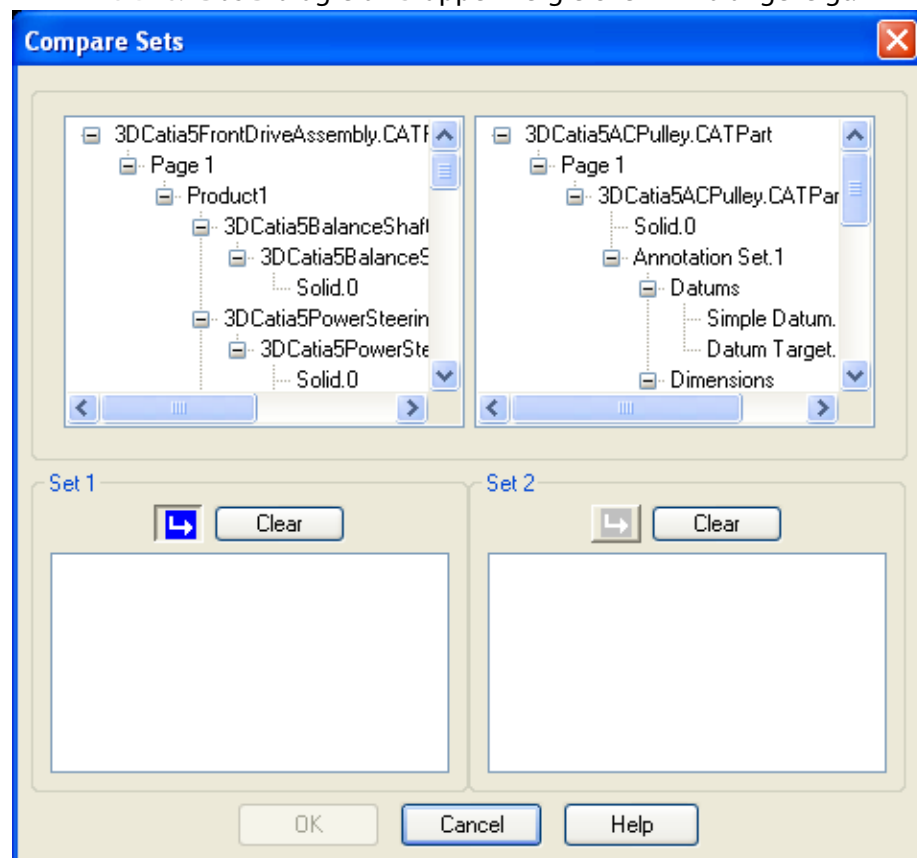 Compare Sets
3DCatia5FrontDriveAssembly.CATF
Page 1
Product1
3DCatia5BalanceShaft
3DCatia5BalanceS
Solid.0
3DCatia5PowerSteerin
3DCatia5PowerSte
Solid.0
3DCatia5ACPulley.CATPart
Page 1
3DCatia5ACPulley.CATPar
Solid.0
Annotation Set.1
Datums
Simple Datum.
Datum Target.
Dimensions
Set 1
Clear
Set 2
Clear
OK
Cancel
Help